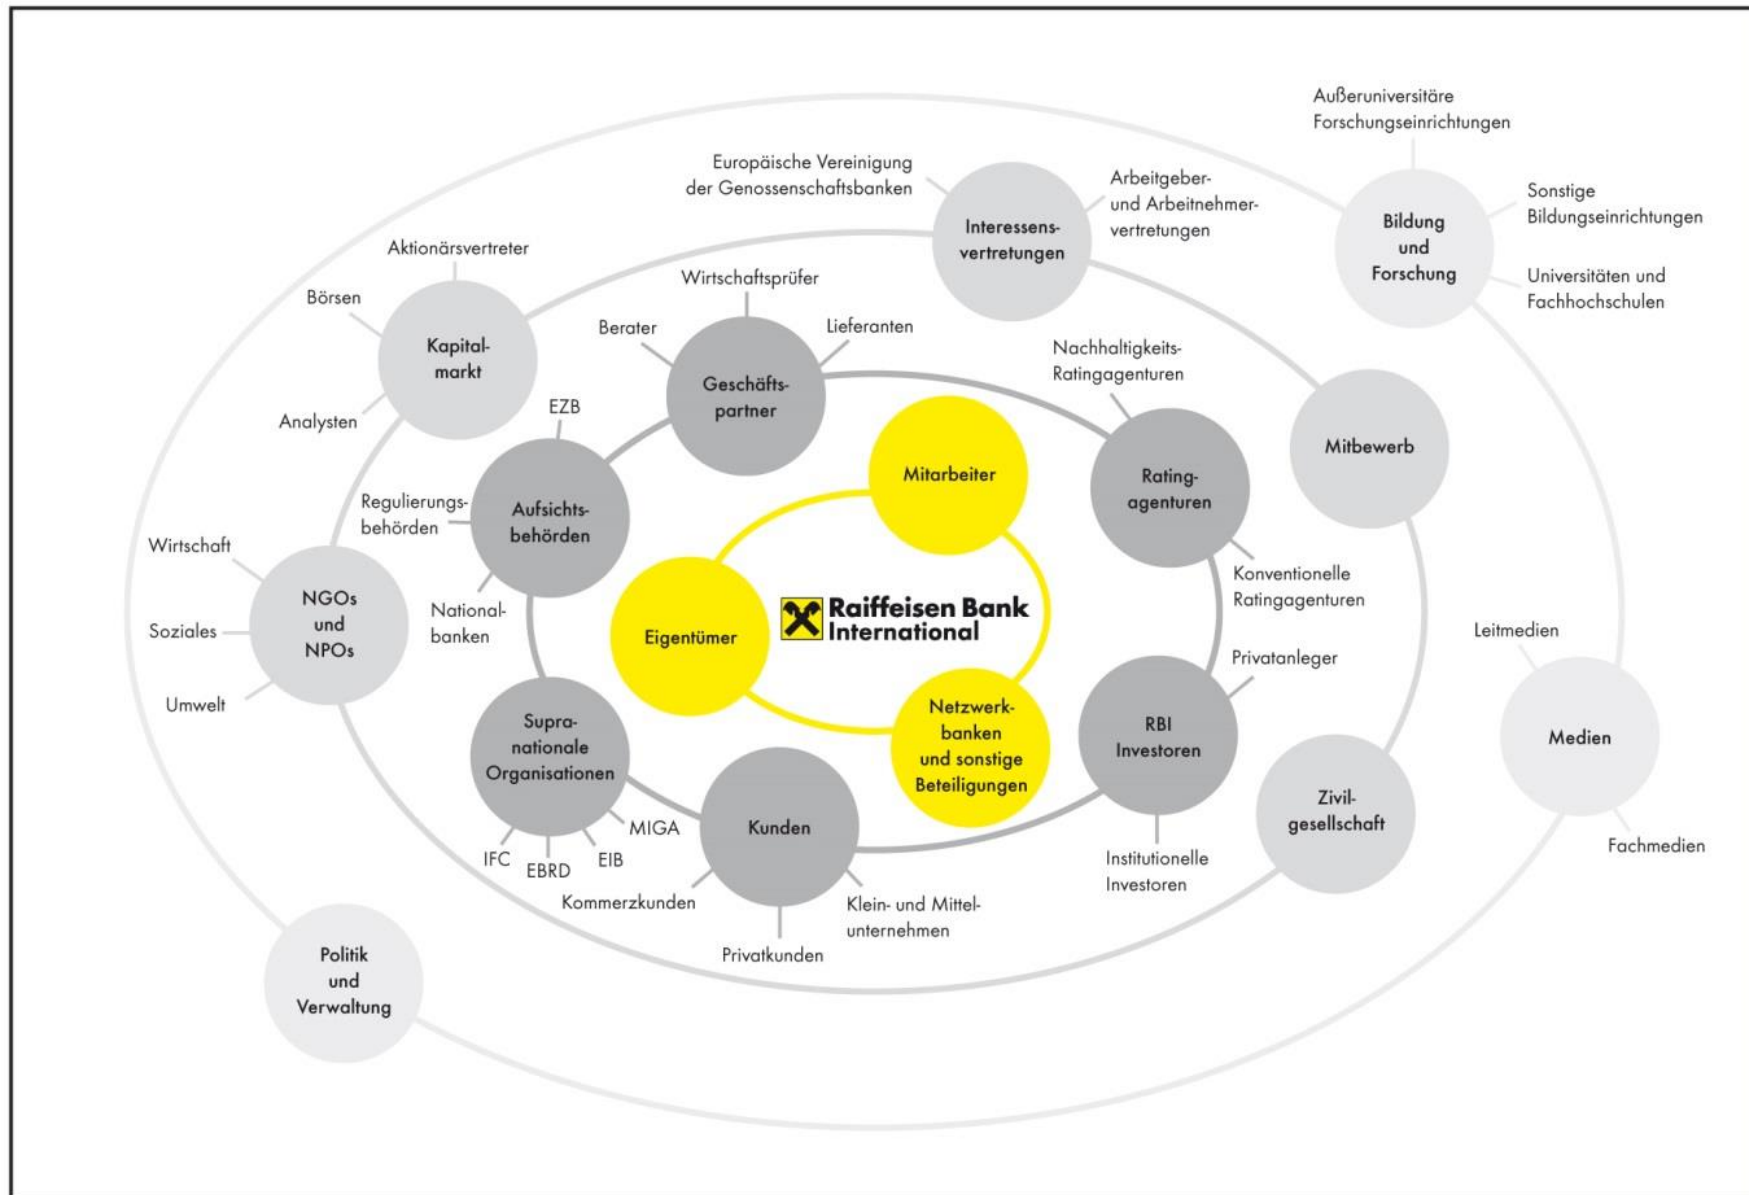 Außeruniversitäre
Forschungseinrichtungen
Europäische Vereinigung
der Genossenschaftsbanken
Arbeitgeber-
und Arbeitnehmer-
vertretungen
Sonstige
Bildungseinrichtungen
Bildung
und
Forschung
Interessens-
vertretungen
Universitäten und
Fachhochschulen
Aktionärsvertreter
Börsen
Kapital-
markt
Analysten
Wirtschaftsprüfer
Berater
Lieferanten
Geschäfts-
partner
Nachhaltigkeits-
Ratingagenturen
EZB
Mitarbeiter
Rating-
agenturen
Mitbewerb
Regulierungs-
behörden
Aufsichts-
behörden
National-
banken
Konventionelle
Ratingagenturen
Wirtschaft
Soziales
Umwelt
NGOs
und
NPOs
Eigentümer
Raiffeisen Bank
International
Leitmedien
Medien
Fachmedien
Privatanleger
RBI
Investoren
Institutionelle
Investoren
Netzwerk-
banken
und sonstige
Beteiligungen
Supra-
nationale
Organisationen
IFC
EBRD
EIB
MIGA
Kunden
Kommerzkunden
Privatkunden
Klein- und Mittel-
unternehmen
Zivil-
gesellschaft
Politik
und
Verwaltung